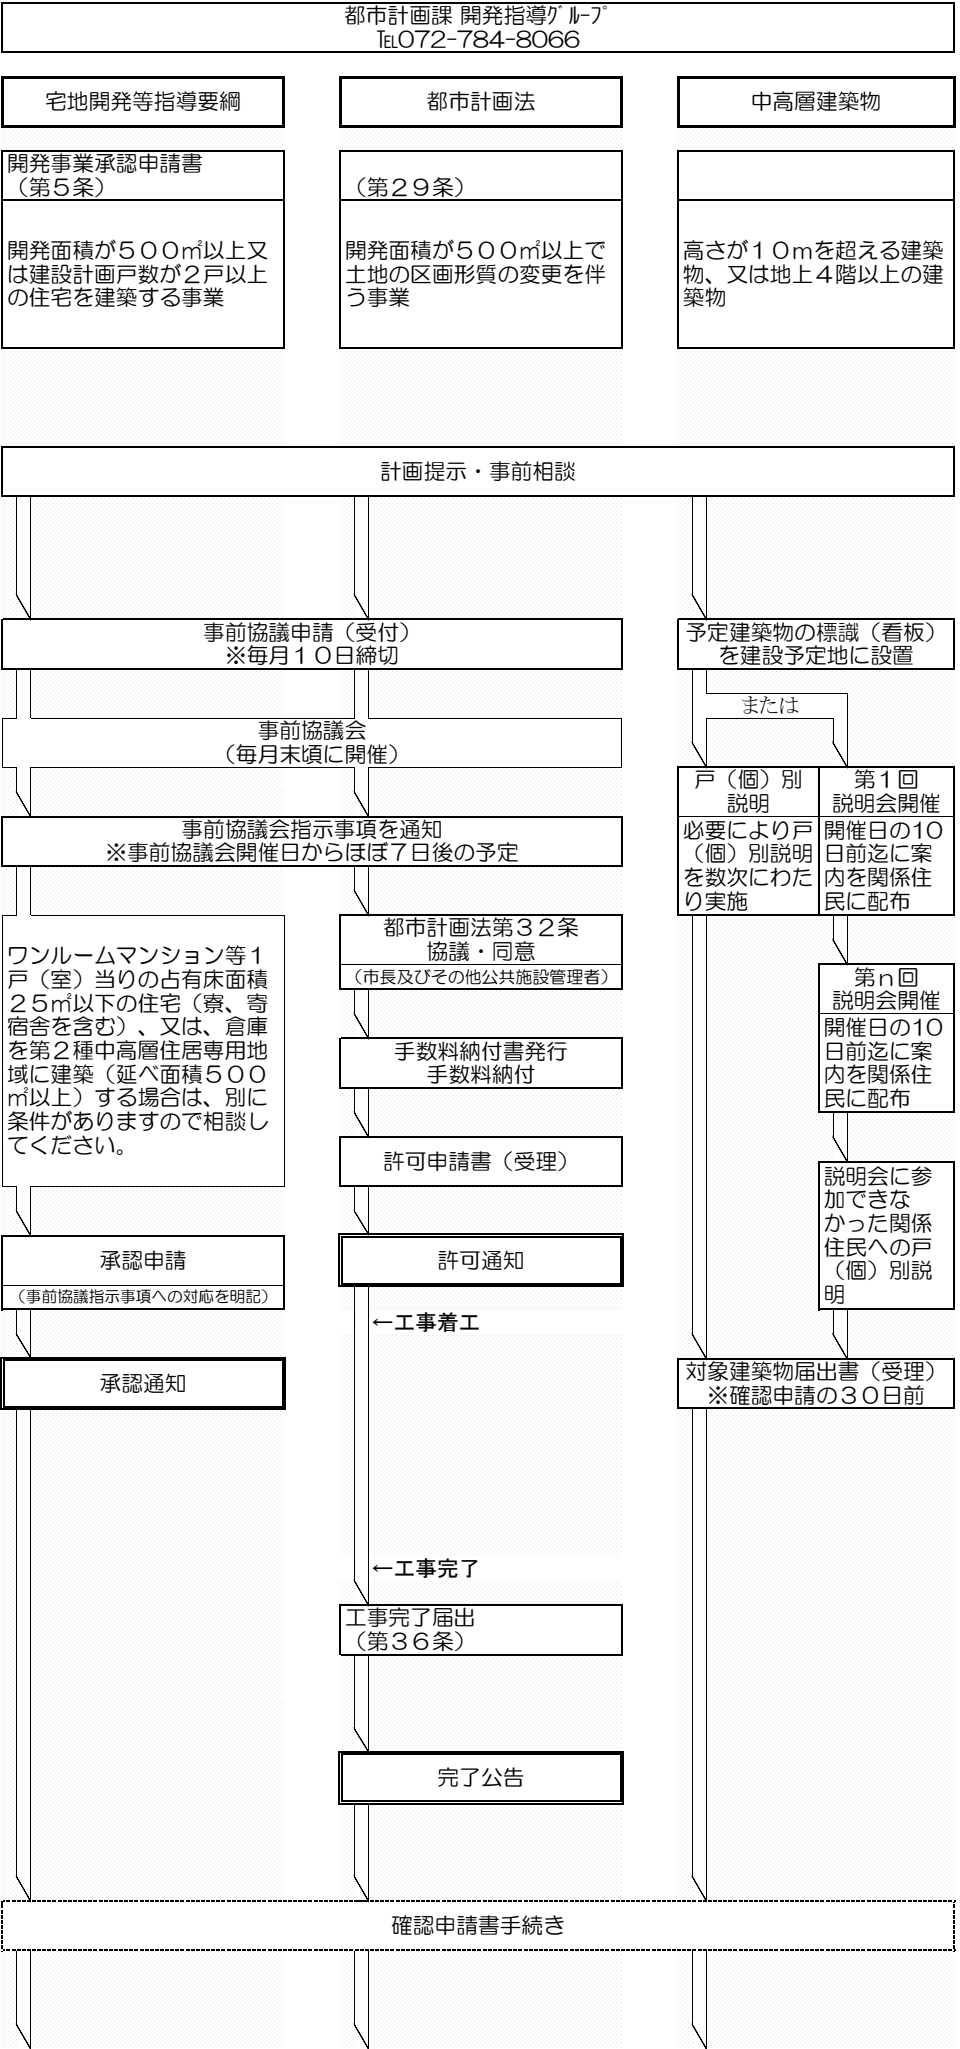 都市計画課 開発指導ｸﾞﾙｰﾌﾟ
℡072-784-8066
宅地開発等指導要綱
都市計画法
中高層建築物
開発事業承認申請書
（第５条）
（第２９条）
開発面積が５００㎡以上又
は建設計画戸数が２戸以上
の住宅を建築する事業
開発面積が５００㎡以上で
土地の区画形質の変更を伴
う事業
高さが１０ｍを超える建築
物、又は地上４階以上の建
築物
計画提示・事前相談
事前協議申請（受付）
※毎月１０日締切
予定建築物の標識（看板）
を建設予定地に設置
または
事前協議会
（毎月末頃に開催）
戸（個）別
説明
必要により戸
（個）別説明
を数次にわた
り実施
第１回
説明会開催
開催日の10
日前迄に案
内を関係住
民に配布
事前協議会指示事項を通知
※事前協議会開催日からほぼ７日後の予定
ワンルームマンション等１
戸（室）当りの占有床面積
２５㎡以下の住宅（寮、寄
宿舎を含む）、又は、倉庫
を第２種中高層住居専用地
域に建築（延べ面積５００
㎡以上）する場合は、別に
条件がありますので相談し
てください。
都市計画法第３２条
協議・同意
（市長及びその他公共施設管理者）
第ｎ回
説明会開催
開催日の10
日前迄に案
内を関係住
民に配布
手数料納付書発行
手数料納付
許可申請書（受理）
説明会に参
加できな
かった関係
住民への戸
（個）別説
明
承認申請
（事前協議指示事項への対応を明記）
許可通知
←工事着工
承認通知
対象建築物届出書（受理）
※確認申請の３０日前
←工事完了
工事完了届出
（第３６条）
完了公告
確認申請書手続き